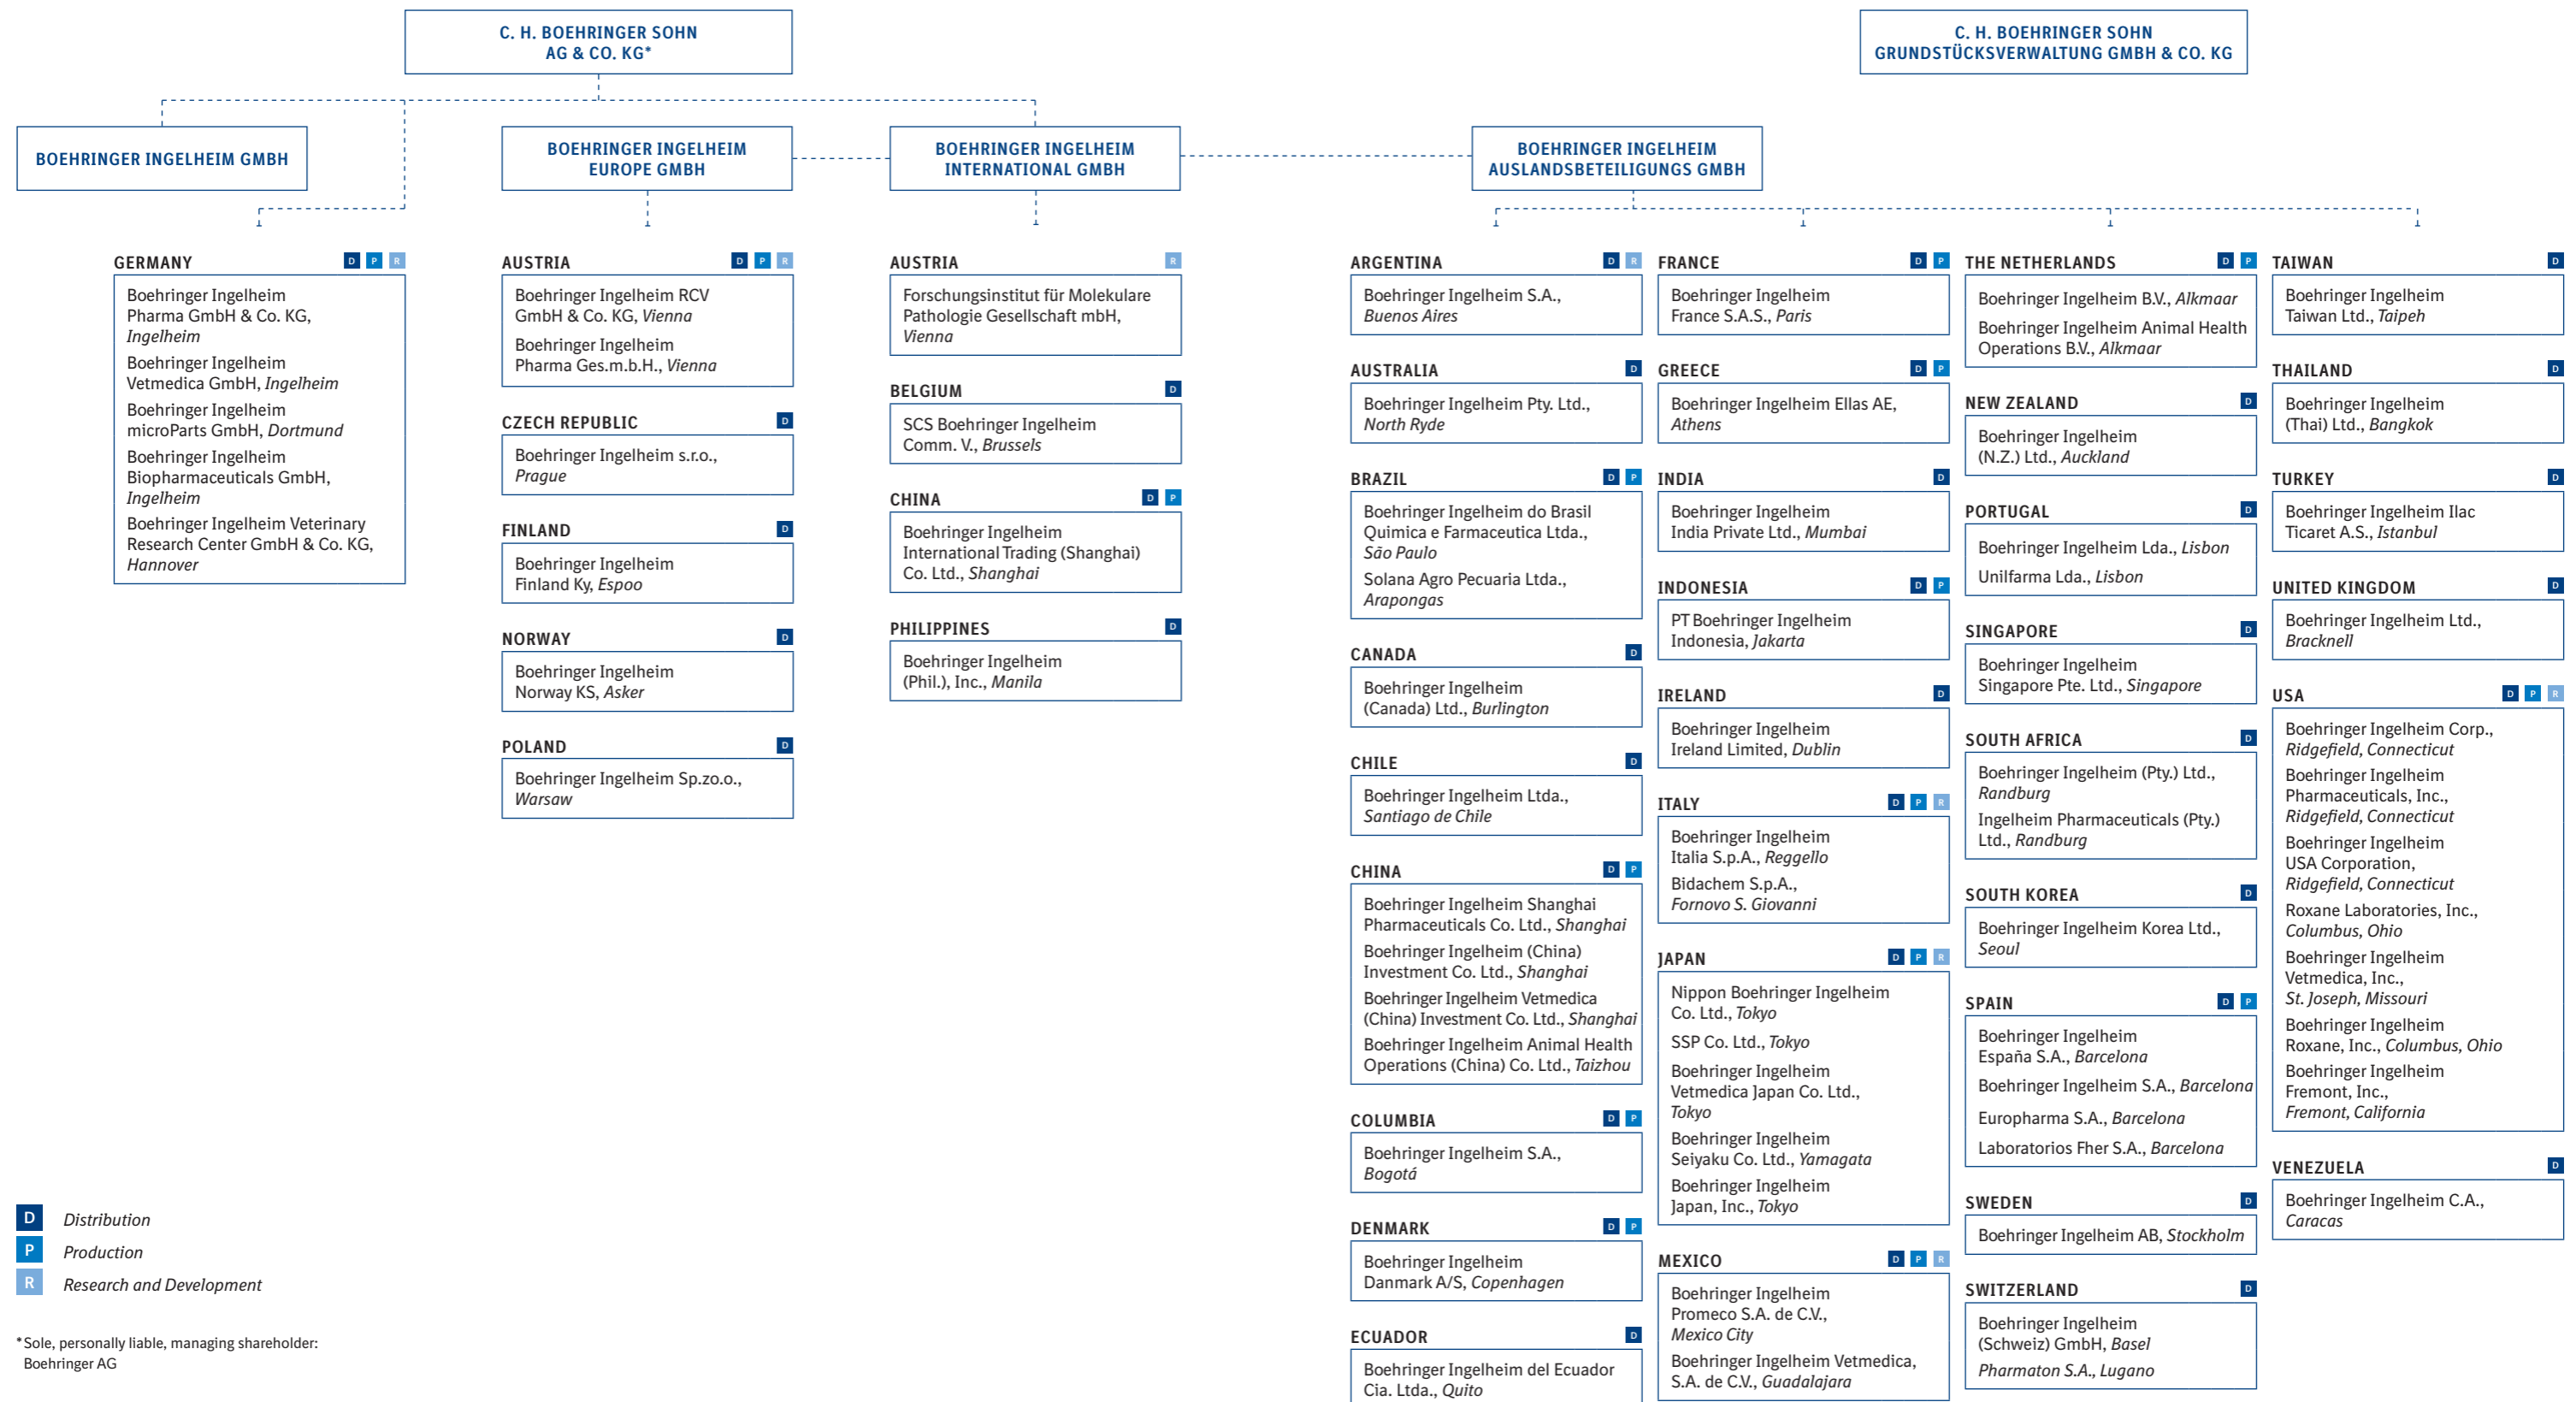 C. H. BOEHRINGER SOHN
AG & CO. KG*
C. H. BOEHRINGER SOHN
GRUNDSTÜCKSVERWALTUNG GMBH & CO. KG
BOEHRINGER INGELHEIM GMBH
BOEHRINGER INGELHEIM
EUROPE GMBH
BOEHRINGER INGELHEIM
INTERNATIONAL GMBH
BOEHRINGER INGELHEIM
AUSLANDSBETEILIGUNGS GMBH
GERMANY D P R
Boehringer Ingelheim
Pharma GmbH & Co. KG,
Ingelheim
Boehringer Ingelheim
Vetmedica GmbH, Ingelheim
Boehringer Ingelheim
microParts GmbH, Dortmund
Boehringer Ingelheim
Biopharmaceuticals GmbH,
Ingelheim
Boehringer Ingelheim Veterinary
Research Center GmbH & Co. KG,
Hannover
AUSTRIA D P R
Boehringer Ingelheim RCV
GmbH & Co. KG, Vienna
Boehringer Ingelheim
Pharma Ges.m.b.H., Vienna
CZECH REPUBLIC D
Boehringer Ingelheim s.r.o.,
Prague
FINLAND D
Boehringer Ingelheim
Finland Ky, Espoo
NORWAY D
Boehringer Ingelheim
Norway KS, Asker
POLAND D
Boehringer Ingelheim Sp.zo.o.,
Warsaw
AUSTRIA R
Forschungsinstitut für Molekulare
Pathologie Gesellschaft mbH,
Vienna
BELGIUM D
SCS Boehringer Ingelheim
Comm. V., Brussels
CHINA D P
Boehringer Ingelheim
International Trading (Shanghai)
Co. Ltd., Shanghai
PHILIPPINES D
Boehringer Ingelheim
(Phil.), Inc., Manila
ARGENTINA D R
Boehringer Ingelheim S.A.,
Buenos Aires
AUSTRALIA D
Boehringer Ingelheim Pty. Ltd.,
North Ryde
BRAZIL D P
Boehringer Ingelheim do Brasil
Quimica e Farmaceutica Ltda.,
São Paulo
Solana Agro Pecuaria Ltda.,
Arapongas
CANADA D
Boehringer Ingelheim
(Canada) Ltd., Burlington
CHILE D
Boehringer Ingelheim Ltda.,
Santiago de Chile
CHINA D P
Boehringer Ingelheim Shanghai
Pharmaceuticals Co. Ltd., Shanghai
Boehringer Ingelheim (China)
Investment Co. Ltd., Shanghai
Boehringer Ingelheim Vetmedica
(China) Investment Co. Ltd., Shanghai
Boehringer Ingelheim Animal Health
Operations (China) Co. Ltd., Taizhou
COLUMBIA D P
Boehringer Ingelheim S.A.,
Bogotá
DENMARK D P
Boehringer Ingelheim
Danmark A/S, Copenhagen
ECUADOR D
Boehringer Ingelheim del Ecuador
Cia. Ltda., Quito
FRANCE D P
Boehringer Ingelheim
France S.A.S., Paris
GREECE D P
Boehringer Ingelheim Ellas AE,
Athens
INDIA D
Boehringer Ingelheim
India Private Ltd., Mumbai
INDONESIA D P
PT Boehringer Ingelheim
Indonesia, Jakarta
IRELAND D
Boehringer Ingelheim
Ireland Limited, Dublin
ITALY D P R
Boehringer Ingelheim
Italia S.p.A., Reggello
Bidachem S.p.A.,
Fornovo S. Giovanni
JAPAN D P R
Nippon Boehringer Ingelheim
Co. Ltd., Tokyo
SSP Co. Ltd., Tokyo
Boehringer Ingelheim
Vetmedica Japan Co. Ltd.,
Tokyo
Boehringer Ingelheim
Seiyaku Co. Ltd., Yamagata
Boehringer Ingelheim
Japan, Inc., Tokyo
MEXICO D P R
Boehringer Ingelheim
Promeco S.A. de C.V.,
Mexico City
Boehringer Ingelheim Vetmedica,
S.A. de C.V., Guadalajara
THE NETHERLANDS D P
Boehringer Ingelheim B.V., Alkmaar
Boehringer Ingelheim Animal Health
Operations B.V., Alkmaar
NEW ZEALAND D
Boehringer Ingelheim
(N.Z.) Ltd., Auckland
PORTUGAL D
Boehringer Ingelheim Lda., Lisbon
Unilfarma Lda., Lisbon
SINGAPORE D
Boehringer Ingelheim
Singapore Pte. Ltd., Singapore
SOUTH AFRICA D
Boehringer Ingelheim (Pty.) Ltd.,
Randburg
Ingelheim Pharmaceuticals (Pty.)
Ltd., Randburg
SOUTH KOREA D
Boehringer Ingelheim Korea Ltd.,
Seoul
SPAIN D P
Boehringer Ingelheim
España S.A., Barcelona
Boehringer Ingelheim S.A., Barcelona
Europharma S.A., Barcelona
Laboratorios Fher S.A., Barcelona
SWEDEN D
Boehringer Ingelheim AB, Stockholm
SWITZERLAND D
Boehringer Ingelheim
(Schweiz) GmbH, Basel
Pharmaton S.A., Lugano
TAIWAN D
Boehringer Ingelheim
Taiwan Ltd., Taipeh
THAILAND D
Boehringer Ingelheim
(Thai) Ltd., Bangkok
TURKEY D
Boehringer Ingelheim Ilac
Ticaret A.S., Istanbul
UNITED KINGDOM D
Boehringer Ingelheim Ltd.,
Bracknell
USA D P R
Boehringer Ingelheim Corp.,
Ridgefield, Connecticut
Boehringer Ingelheim
Pharmaceuticals, Inc.,
Ridgefield, Connecticut
Boehringer Ingelheim
USA Corporation,
Ridgefield, Connecticut
Roxane Laboratories, Inc.,
Columbus, Ohio
Boehringer Ingelheim
Vetmedica, Inc.,
St. Joseph, Missouri
Boehringer Ingelheim
Roxane, Inc., Columbus, Ohio
Boehringer Ingelheim
Fremont, Inc.,
Fremont, California
VENEZUELA D
Boehringer Ingelheim C.A.,
Caracas
D Distribution
P Production
R Research and Development
*Sole, personally liable, managing shareholder:
Boehringer AG